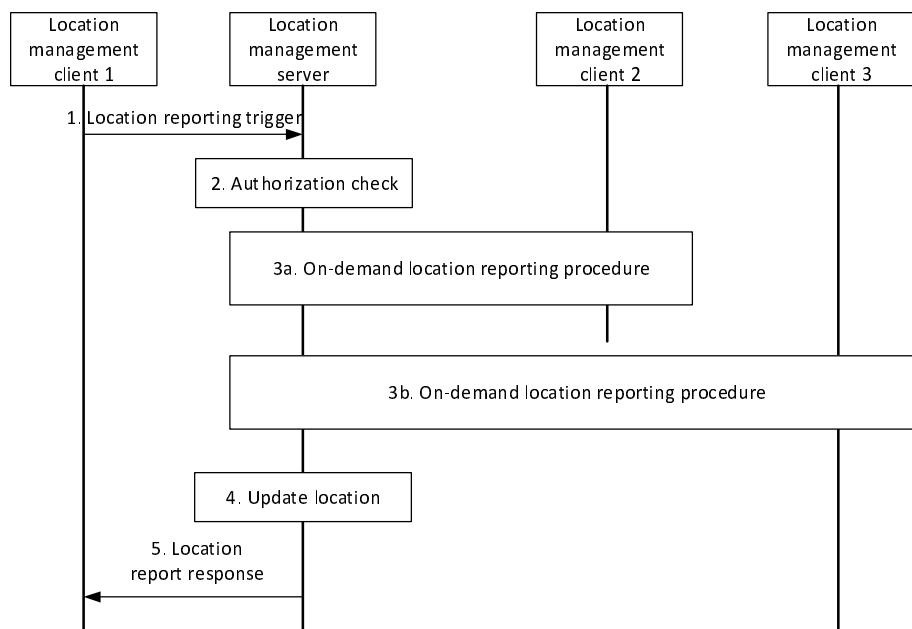 Location
management
client 1
Location
management
server
Location
management
client 2
Location
management
client 3
1. Location reporting trigger
2. Authorization check
3a. On-demand location reporting procedure
3b. On-demand location reporting procedure
4. Update location
5. Location
report response